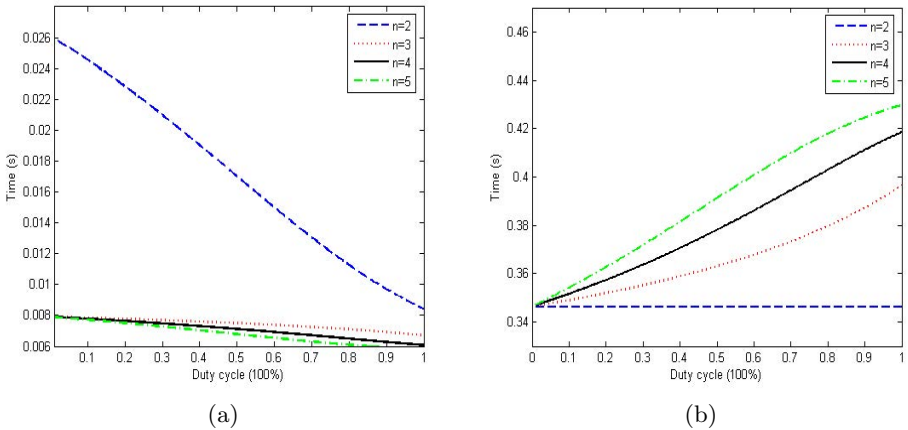 0.026
0.024
0.022
0.02
0.018
0.016
0.014
0.012
0.01
0.008
0.006
Time (s)
0.1 0.2 0.3 0.4 0.5 0.6 0.7 0.8 0.9 1
Duty cycle (100%)
n=2
n=3
n=4
n=5
(a)
0.46
0.44
0.42
0.4
0.38
0.36
0.34
Time (s)
0 0.1 0.2 0.3 0.4 0.5 0.6 0.7 0.8 0.9 1
Duty cycle (100%)
n=2
n=3
n=4
n=5
(b)